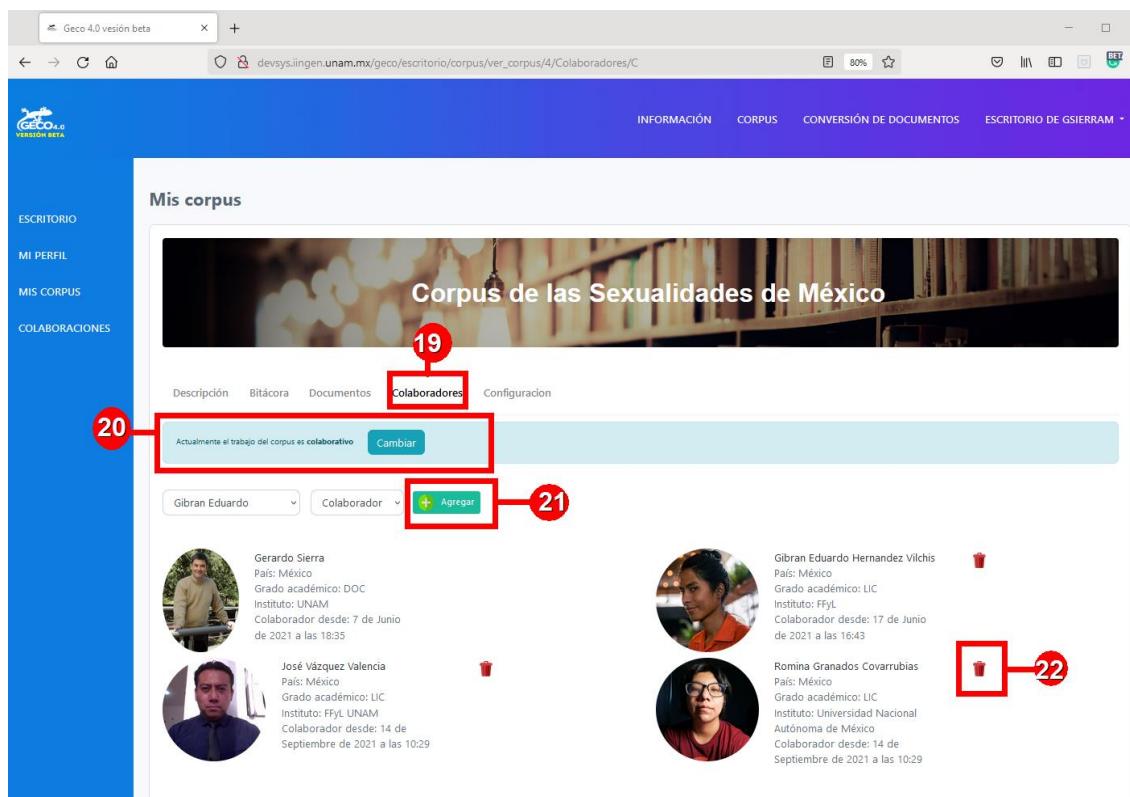 Geco 4.0 vesión beta
devsys.iingen.unam.mx/geco/escritorio/corpus/ver_corpus/4/Colaboradores/C
80%
BET
GECO4.0
VERSIÓN BETA
INFORMACIÓN CORPUS CONVERSIÓN DE DOCUMENTOS ESCRITORIO DE GSIERRAM
ESCRITORIO
MI PERFIL
MIS CORPUS
COLABORACIONES
Mis corpus
Corpus de las Sexualidades de México
19
Descripción Bitácora Documentos Colaboradores Configuracion
20
Actualmente el trabajo del corpus es colaborativo Cambiar
Gibran Eduardo Colaborador Agregar
21
Gerardo Sierra
País: México
Grado académico: DOC
Instituto: UNAM
Colaborador desde: 7 de Junio
de 2021 a las 18:35
Gibran Eduardo Hernandez Vilchis
País: México
Grado académico: LIC
Instituto: FFyL
Colaborador desde: 17 de Junio
de 2021 a las 16:43
José Vázquez Valencia
País: México
Grado académico: LIC
Instituto: FFyL UNAM
Colaborador desde: 14 de
Septiembre de 2021 a las 10:29
Romina Granados Covarrubias
País: México
Grado académico: LIC
Instituto: Universidad Nacional
Autónoma de México
Colaborador desde: 14 de
Septiembre de 2021 a las 10:29
22